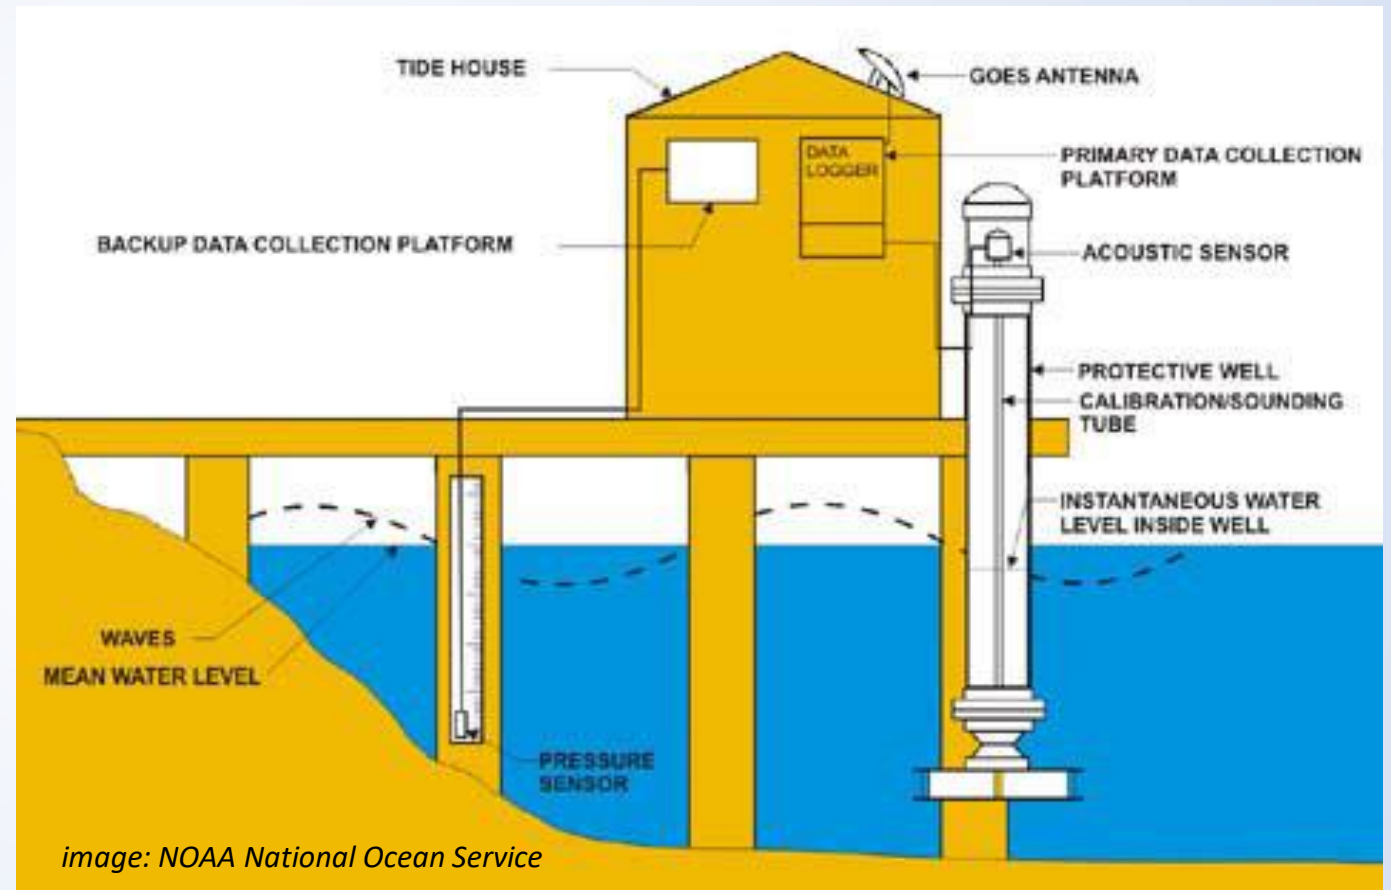 TIDE HOUSE
GOES ANTENNA
DATA
LOGGER
PRIMARY DATA COLLECTION
PLATFORM
BACKUP DATA COLLECTION PLATFORM
ACOUSTIC SENSOR
PROTECTIVE WELL
CALIBRATION/SOUNDING
TUBE
INSTANTANEOUS WATER
LEVEL INSIDE WELL
WAVES
MEAN WATER LEVEL
PRESSURE
SENSOR
image: NOAA National Ocean Service